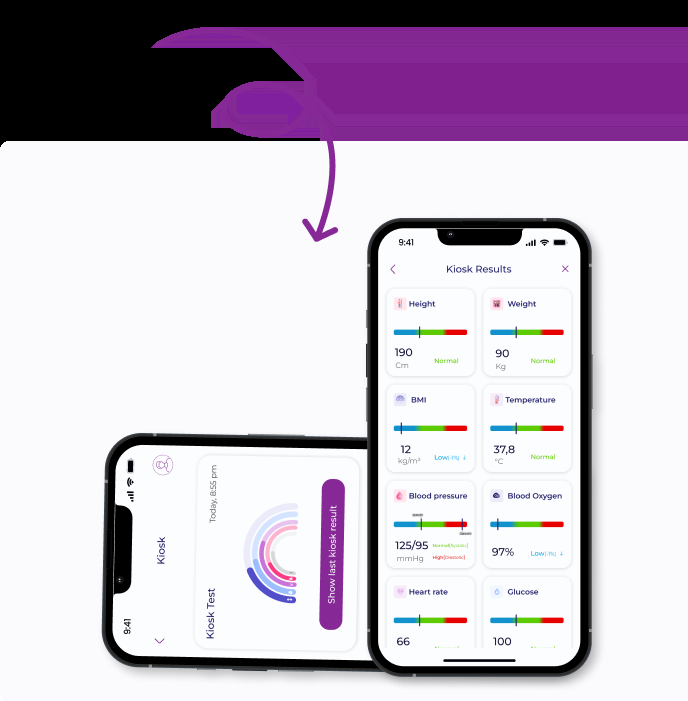 9:41
Kiosk Results
Height
Weight
190
Cm
Normal
90
Kg
Normal
BMI
Temperature
12
kg/m²
Low(-1%) ↓
37,8
°C
Normal
Blood pressure
Blood Oxygen
125/95
mmHg
Normal(Systolic)
High(Diastolic)
97%
Low(-1%) ↓
Heart rate
Glucose
66
100
9:41
Kiosk
Kiosk Test
Today, 8:55 pm
Show last kiosk result